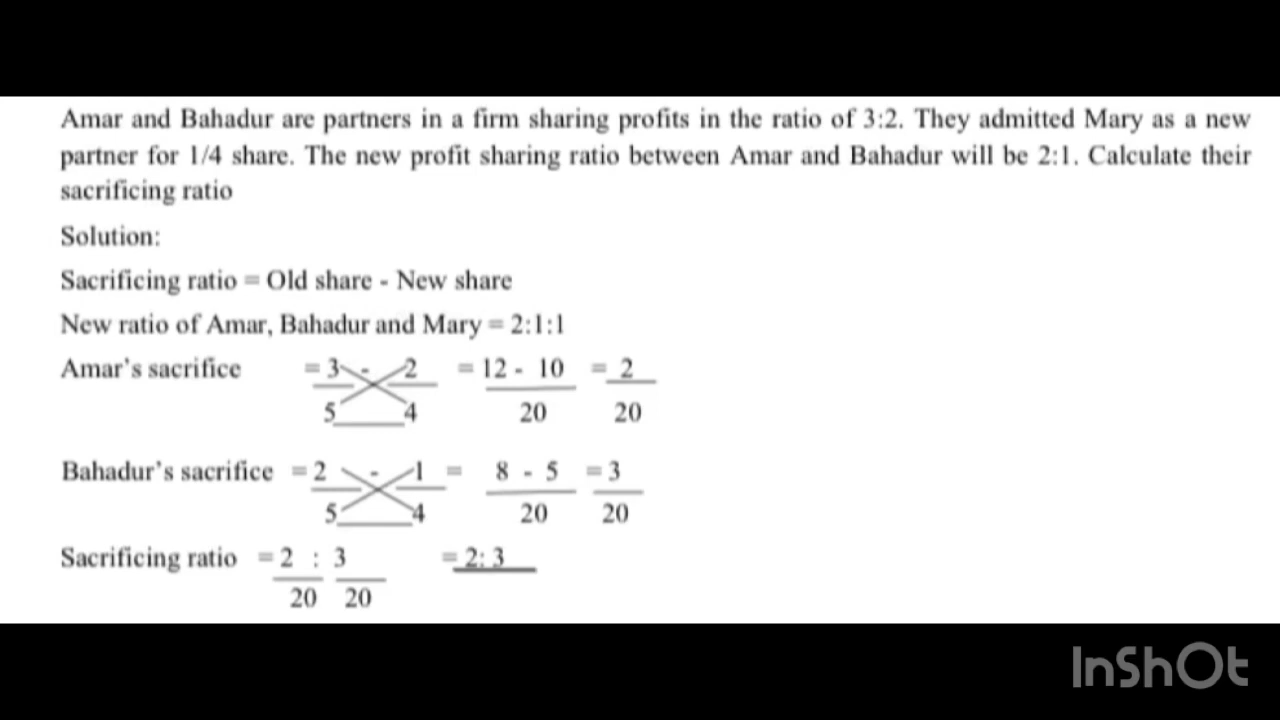 Amar and Bahadur are partners in a firm sharing profits in the ratio of 3:2. They admitted Mary as a new
partner for 1/4 share. The new profit sharing ratio between Amar and Bahadur will be 2:1. Calculate their
sacrificing ratio
Solution:
Sacrificing ratio = Old share - New share
New ratio of Amar, Bahadur and Mary = 2:1:1
Amar's sacrifice = 3 - 2 = 12 - 10 = 2
5 4 20 20
Bahadur's sacrifice = 2 - 1 = 8 - 5 = 3
5 4 20 20
Sacrificing ratio = 2 : 3 = 2: 3
20 20
InShOt